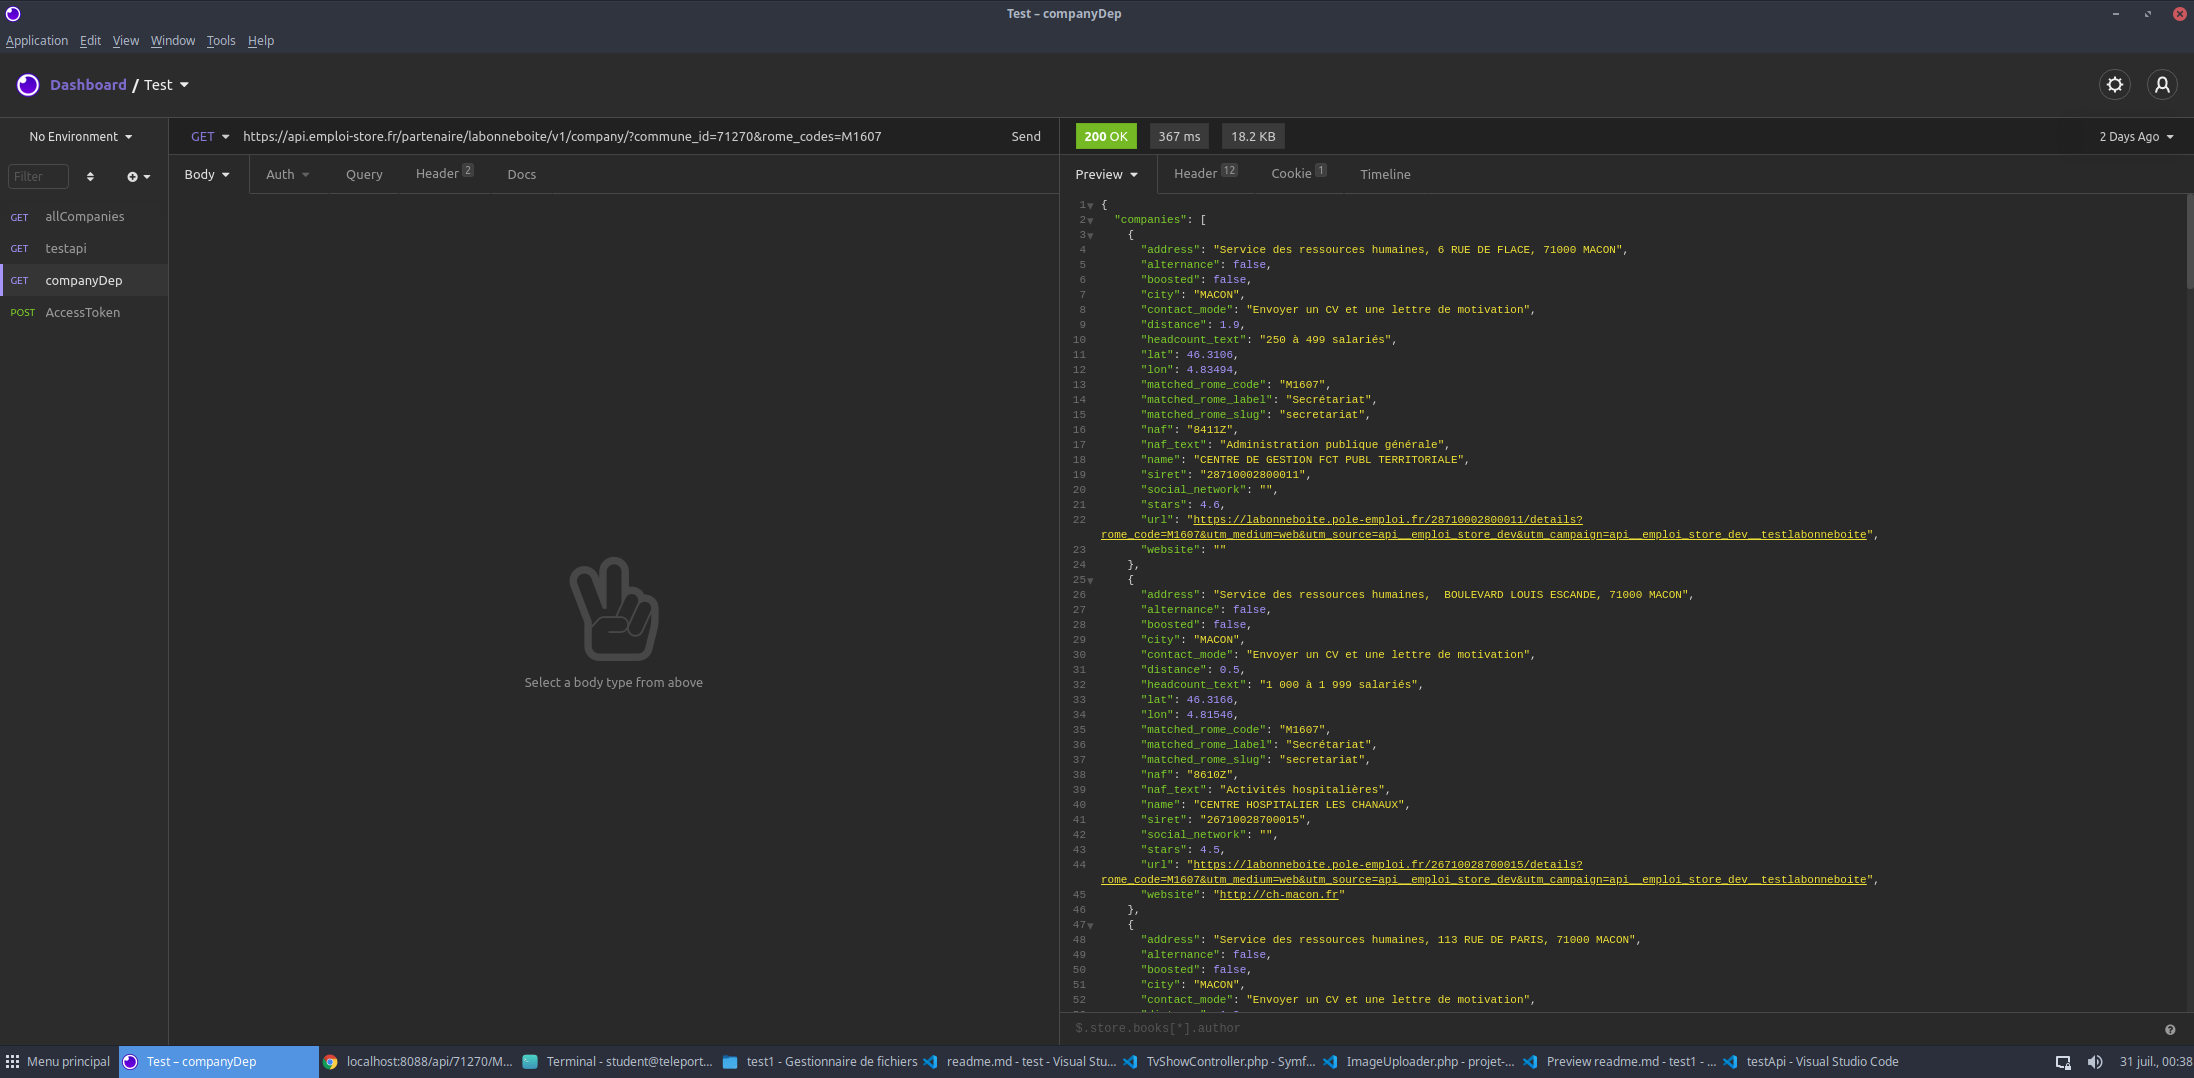 Test – companyDep
Application Edit View Window Tools Help
Dashboard / Test
No Environment
GET https://api.emploi-store.fr/partenaire/labonneboite/v1/company/?commune_id=71270&rome_codes=M1607 Send
200 OK 367 ms 18.2 KB 2 Days Ago
Filter
Body Auth Query Header 2 Docs
Preview Header 12 Cookie 1 Timeline
GET allCompanies
GET testapi
GET companyDep
POST AccessToken
Select a body type from above
1 {
2 "companies": [
3 {
4 "address": "Service des ressources humaines, 6 RUE DE FLACE, 71000 MACON",
5 "alternance": false,
6 "boosted": false,
7 "city": "MACON",
8 "contact_mode": "Envoyer un CV et une lettre de motivation",
9 "distance": 1.9,
10 "headcount_text": "250 à 499 salariés",
11 "lat": 46.3106,
12 "lon": 4.83494,
13 "matched_rome_code": "M1607",
14 "matched_rome_label": "Secrétariat",
15 "matched_rome_slug": "secretariat",
16 "naf": "8411Z",
17 "naf_text": "Administration publique générale",
18 "name": "CENTRE DE GESTION FCT PUBL TERRITORIALE",
19 "siret": "28710002800011",
20 "social_network": "",
21 "stars": 4.6,
22 "url": "https://labonneboite.pole-emploi.fr/28710002800011/details?
rome_code=M1607&utm_medium=web&utm_source=api__emploi_store_dev&utm_campaign=api__emploi_store_dev__testlabonneboite",
23 "website": ""
24 },
25 {
26 "address": "Service des ressources humaines,  BOULEVARD LOUIS ESCANDE, 71000 MACON",
27 "alternance": false,
28 "boosted": false,
29 "city": "MACON",
30 "contact_mode": "Envoyer un CV et une lettre de motivation",
31 "distance": 0.5,
32 "headcount_text": "1 000 à 1 999 salariés",
33 "lat": 46.3166,
34 "lon": 4.81546,
35 "matched_rome_code": "M1607",
36 "matched_rome_label": "Secrétariat",
37 "matched_rome_slug": "secretariat",
38 "naf": "8610Z",
39 "naf_text": "Activités hospitalières",
40 "name": "CENTRE HOSPITALIER LES CHANAUX",
41 "siret": "26710028700015",
42 "social_network": "",
43 "stars": 4.5,
44 "url": "https://labonneboite.pole-emploi.fr/26710028700015/details?
rome_code=M1607&utm_medium=web&utm_source=api__emploi_store_dev&utm_campaign=api__emploi_store_dev__testlabonneboite",
45 "website": "http://ch-macon.fr"
46 },
47 {
48 "address": "Service des ressources humaines, 113 RUE DE PARIS, 71000 MACON",
49 "alternance": false,
50 "boosted": false,
51 "city": "MACON",
52 "contact_mode": "Envoyer un CV et une lettre de motivation",
$.store.books[*].author
Menu principal Test – companyDep localhost:8088/api/71270/M... Terminal - student@teleport... test1 - Gestionnaire de fichiers readme.md - test - Visual Stu... TvShowController.php - Symf... ImageUploader.php - projet-... Preview readme.md - test1 - ... testApi - Visual Studio Code 31 juil., 00:38